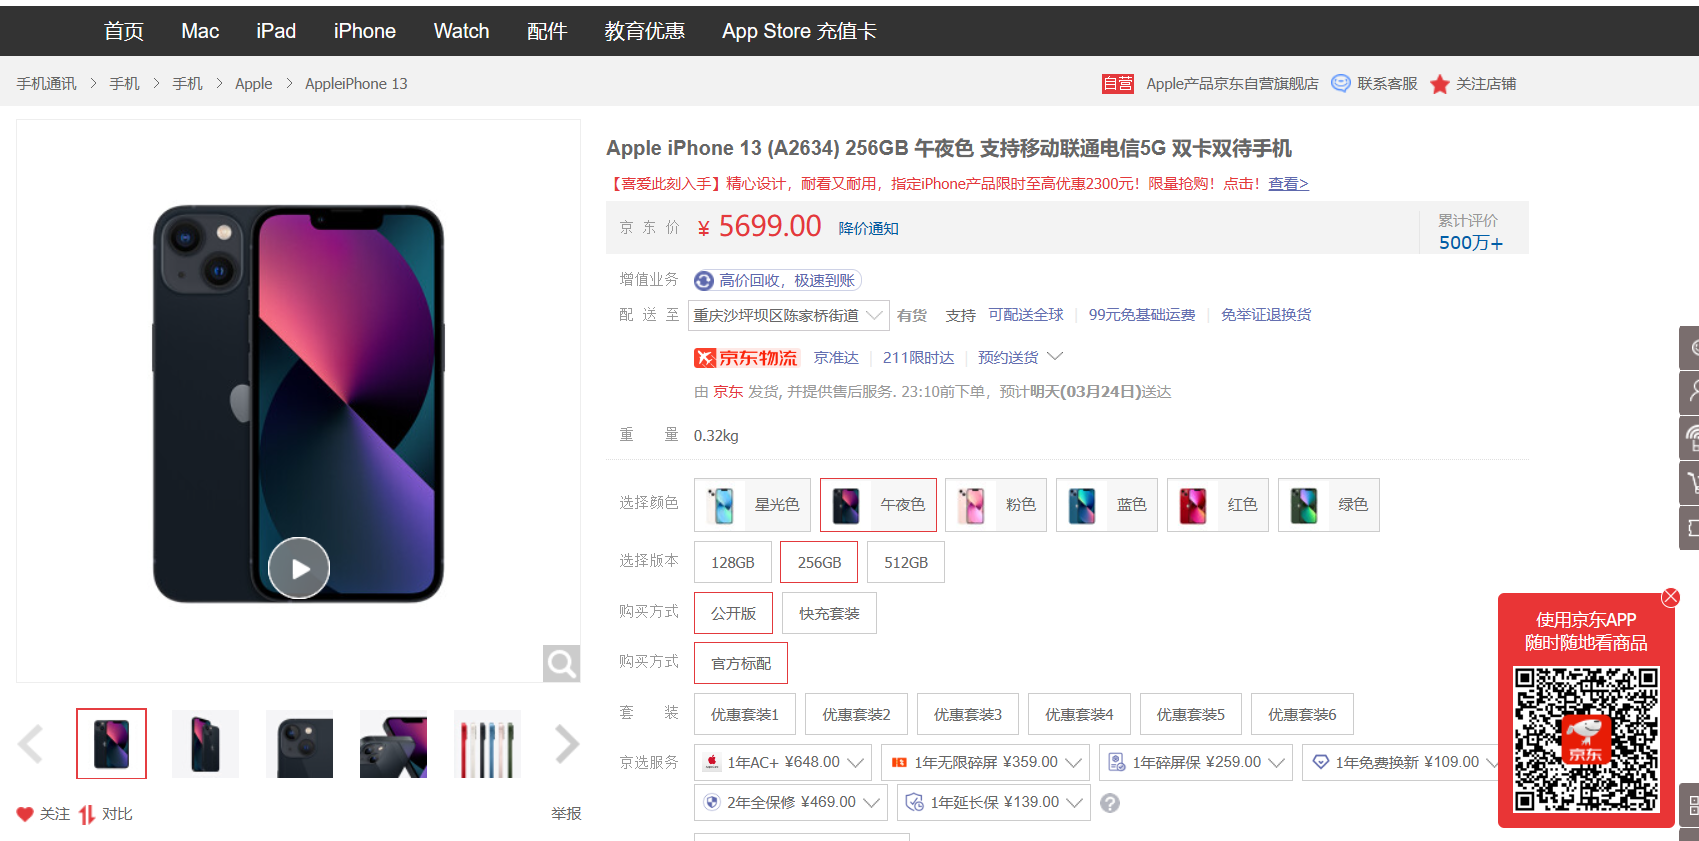 首页 Mac iPad iPhone Watch 配件 教育优惠 App Store 充值卡
手机通讯 > 手机 > 手机 > Apple > AppleiPhone 13
自营 Apple产品京东自营旗舰店 联系客服 关注店铺
Apple iPhone 13 (A2634) 256GB 午夜色 支持移动联通电信5G 双卡双待手机
【喜爱此刻入手】精心设计，耐看又耐用，指定iPhone产品限时至高优惠2300元！限量抢购！点击！查看>
京东价 ¥ 5699.00 降价通知
累计评价
500万+
增值业务 高价回收，极速到账
配送至 重庆沙坪坝区陈家桥街道 有货 支持 可配送全球 99元免基础运费 免举证退换货
京东物流 京准达 211限时达 预约送货
由 京东 发货, 并提供售后服务. 23:10前下单，预计明天(03月24日)送达
重量 0.32kg
选择颜色 星光色 午夜色 粉色 蓝色 红色 绿色
选择版本 128GB 256GB 512GB
购买方式 公开版 快充套装
购买方式 官方标配
套装 优惠套装1 优惠套装2 优惠套装3 优惠套装4 优惠套装5 优惠套装6
京选服务 1年AC+ ¥648.00 1年无限碎屏 ¥359.00 1年碎屏保 ¥259.00 1年免费换新 ¥109.00
2年全保修 ¥469.00 1年延长保 ¥139.00 ?
关注 对比 举报
使用京东APP
随时随地看商品
京东